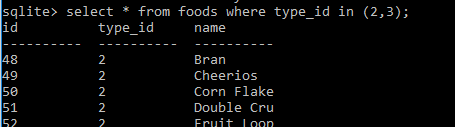 sqlite> select * from foods where type_id in (2,3);
id          type_id     name
----------  ----------  ----------
48          2           Bran
49          2           Cheerios
50          2           Corn Flake
51          2           Double Cru
52          2           Fruit Loop